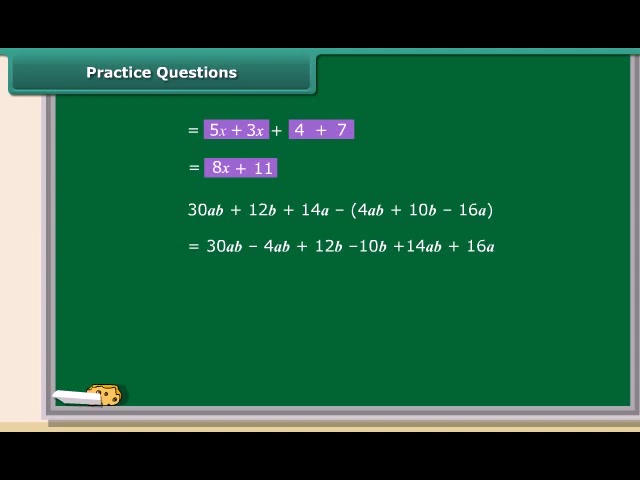 Practice Questions
= 5x + 3x + 4 + 7
= 8x + 11
30ab + 12b + 14a − (4ab + 10b − 16a)
= 30ab − 4ab + 12b −10b +14ab + 16a